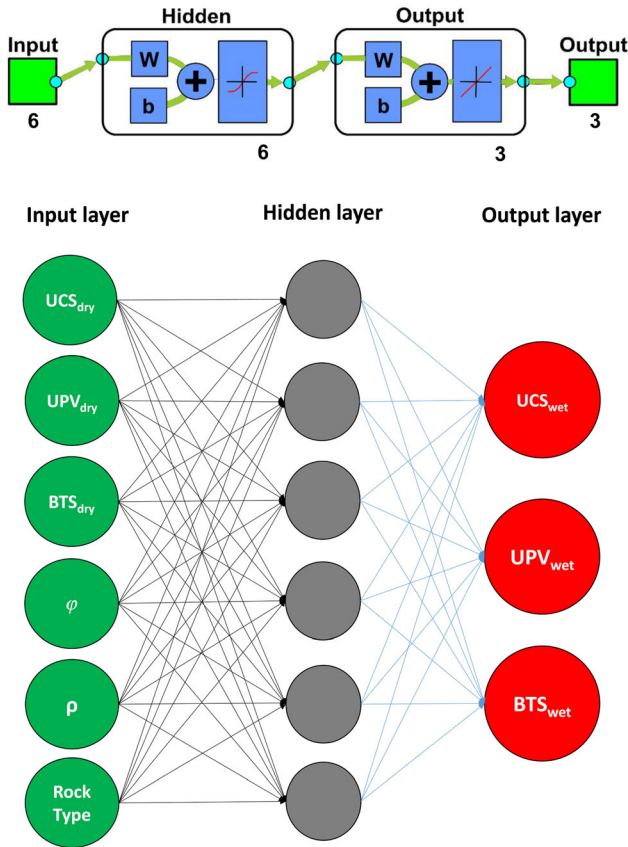 Hidden
Output
Input
Output
W
b
+
W
b
+
6
6
3
3
Input layer
Hidden layer
Output layer
UCSdry
UPVdry
BTSdry
φ
ρ
Rock
Type
UCSwet
UPVwet
BTSwet